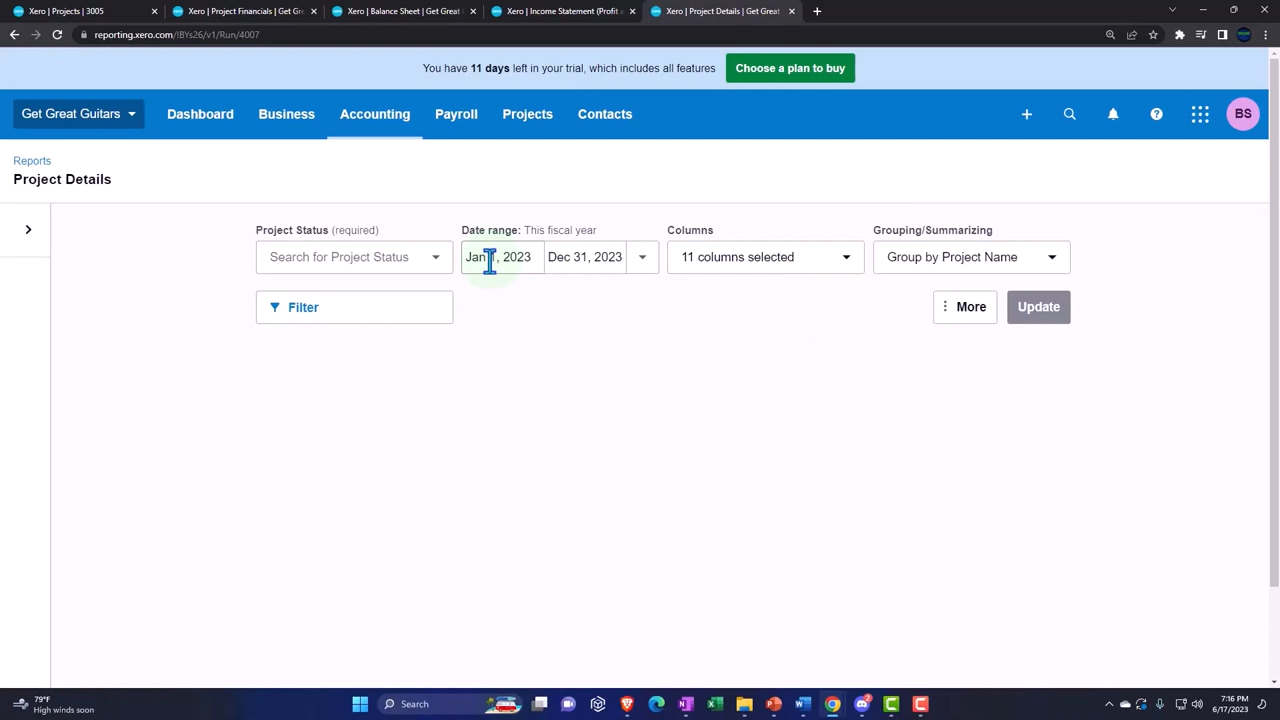 Xero | Projects | 3005
Xero | Project Financials | Get Gre
Xero | Balance Sheet | Get Great G
Xero | Income Statement (Profit a
Xero | Project Details | Get Great
reporting.xero.com/!BYs26/v1/Run/4007
You have 11 days left in your trial, which includes all features
Choose a plan to buy
Get Great Guitars
Dashboard
Business
Accounting
Payroll
Projects
Contacts
BS
Reports
Project Details
Project Status (required)
Date range: This fiscal year
Columns
Grouping/Summarizing
Search for Project Status
Jan 1, 2023
Dec 31, 2023
11 columns selected
Group by Project Name
Filter
More
Update
79°F
High winds soon
Search
7:16 PM
6/17/2023